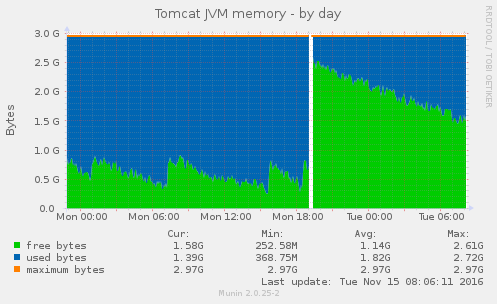 Tomcat JVM memory - by day
RRDTOOL / TOBI OETIKER
Bytes
3.0 G
2.5 G
2.0 G
1.5 G
1.0 G
0.5 G
0.0
Mon 00:00 Mon 06:00 Mon 12:00 Mon 18:00 Tue 00:00 Tue 06:00
Cur: Min: Avg: Max:
free bytes 1.58G 252.58M 1.14G 2.61G
used bytes 1.39G 368.75M 1.82G 2.72G
maximum bytes 2.97G 2.97G 2.97G 2.97G
Last update: Tue Nov 15 08:06:11 2016
Munin 2.0.25-2